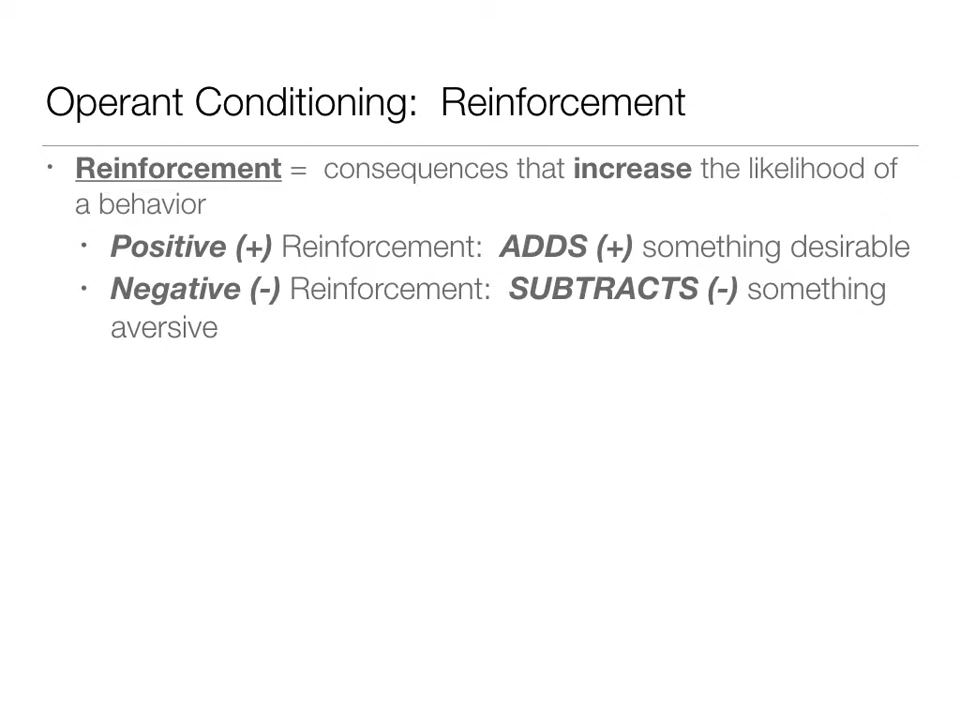 Operant Conditioning:  Reinforcement
• Reinforcement =  consequences that increase the likelihood of
a behavior
• Positive (+) Reinforcement:  ADDS (+) something desirable
• Negative (-) Reinforcement:  SUBTRACTS (-) something
aversive